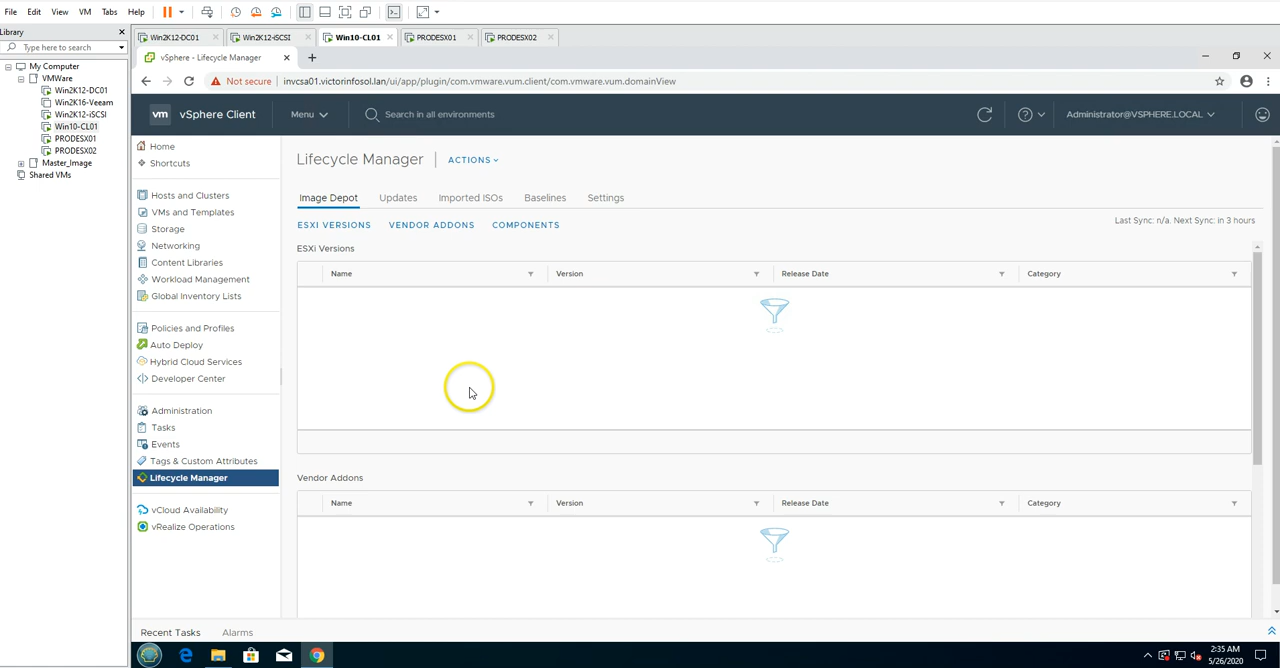 File Edit View VM Tabs Help
Library
Type here to search
My Computer
VMWare
Win2K12-DC01
Win2K16-Veeam
Win2K12-iSCSI
Win10-CL01
PRODESX01
PRODESX02
Master_Image
Shared VMs
Win2K12-DC01 Win2K12-iSCSI Win10-CL01 PRODESX01 PRODESX02
vSphere - Lifecycle Manager
Not secure invcsa01.victorinfosol.lan/ui/app/plugin/com.vmware.vum.client/com.vmware.vum.domainView
vm vSphere Client Menu Search in all environments Administrator@VSPHERE.LOCAL
Home
Shortcuts
Hosts and Clusters
VMs and Templates
Storage
Networking
Content Libraries
Workload Management
Global Inventory Lists
Policies and Profiles
Auto Deploy
Hybrid Cloud Services
Developer Center
Administration
Tasks
Events
Tags & Custom Attributes
Lifecycle Manager
vCloud Availability
vRealize Operations
Lifecycle Manager ACTIONS
Image Depot Updates Imported ISOs Baselines Settings
ESXI VERSIONS VENDOR ADDONS COMPONENTS
Last Sync: n/a. Next Sync: in 3 hours
ESXi Versions
Name Version Release Date Category
Vendor Addons
Name Version Release Date Category
Recent Tasks Alarms
2:35 AM
5/26/2020